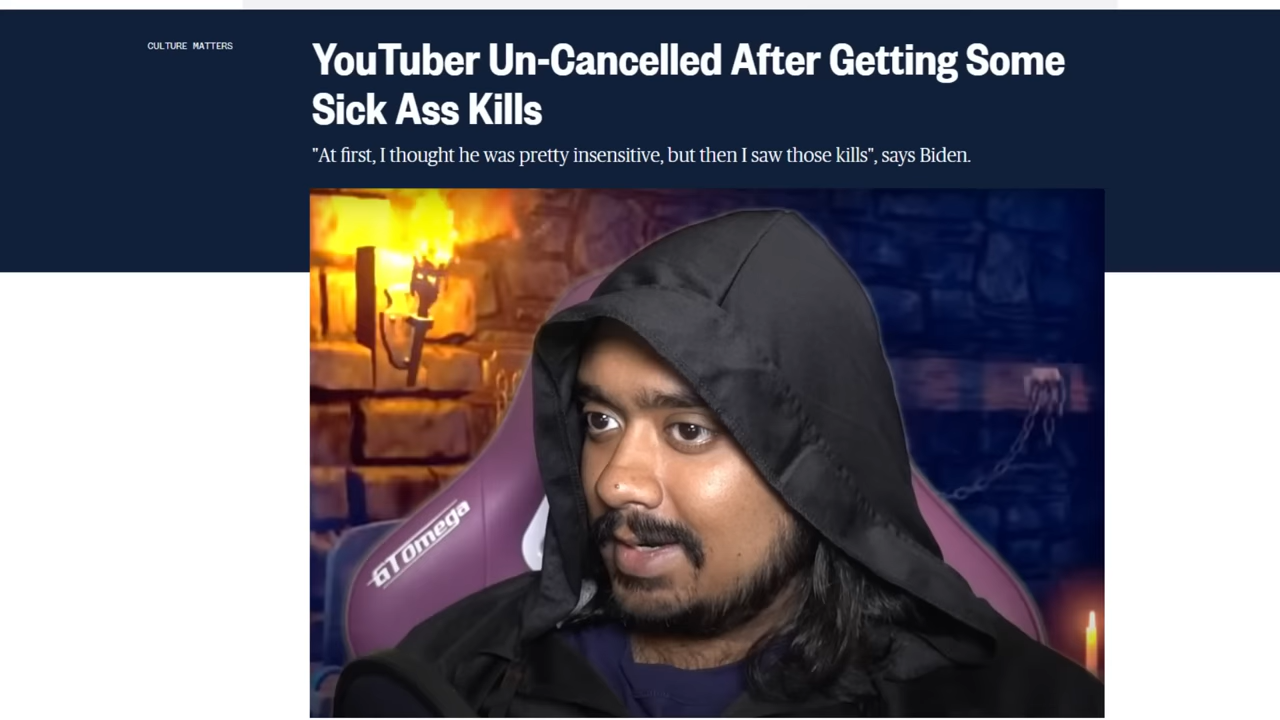 CULTURE MATTERS
YouTuber Un-Cancelled After Getting Some
Sick Ass Kills
"At first, I thought he was pretty insensitive, but then I saw those kills", says Biden.
GTOmega